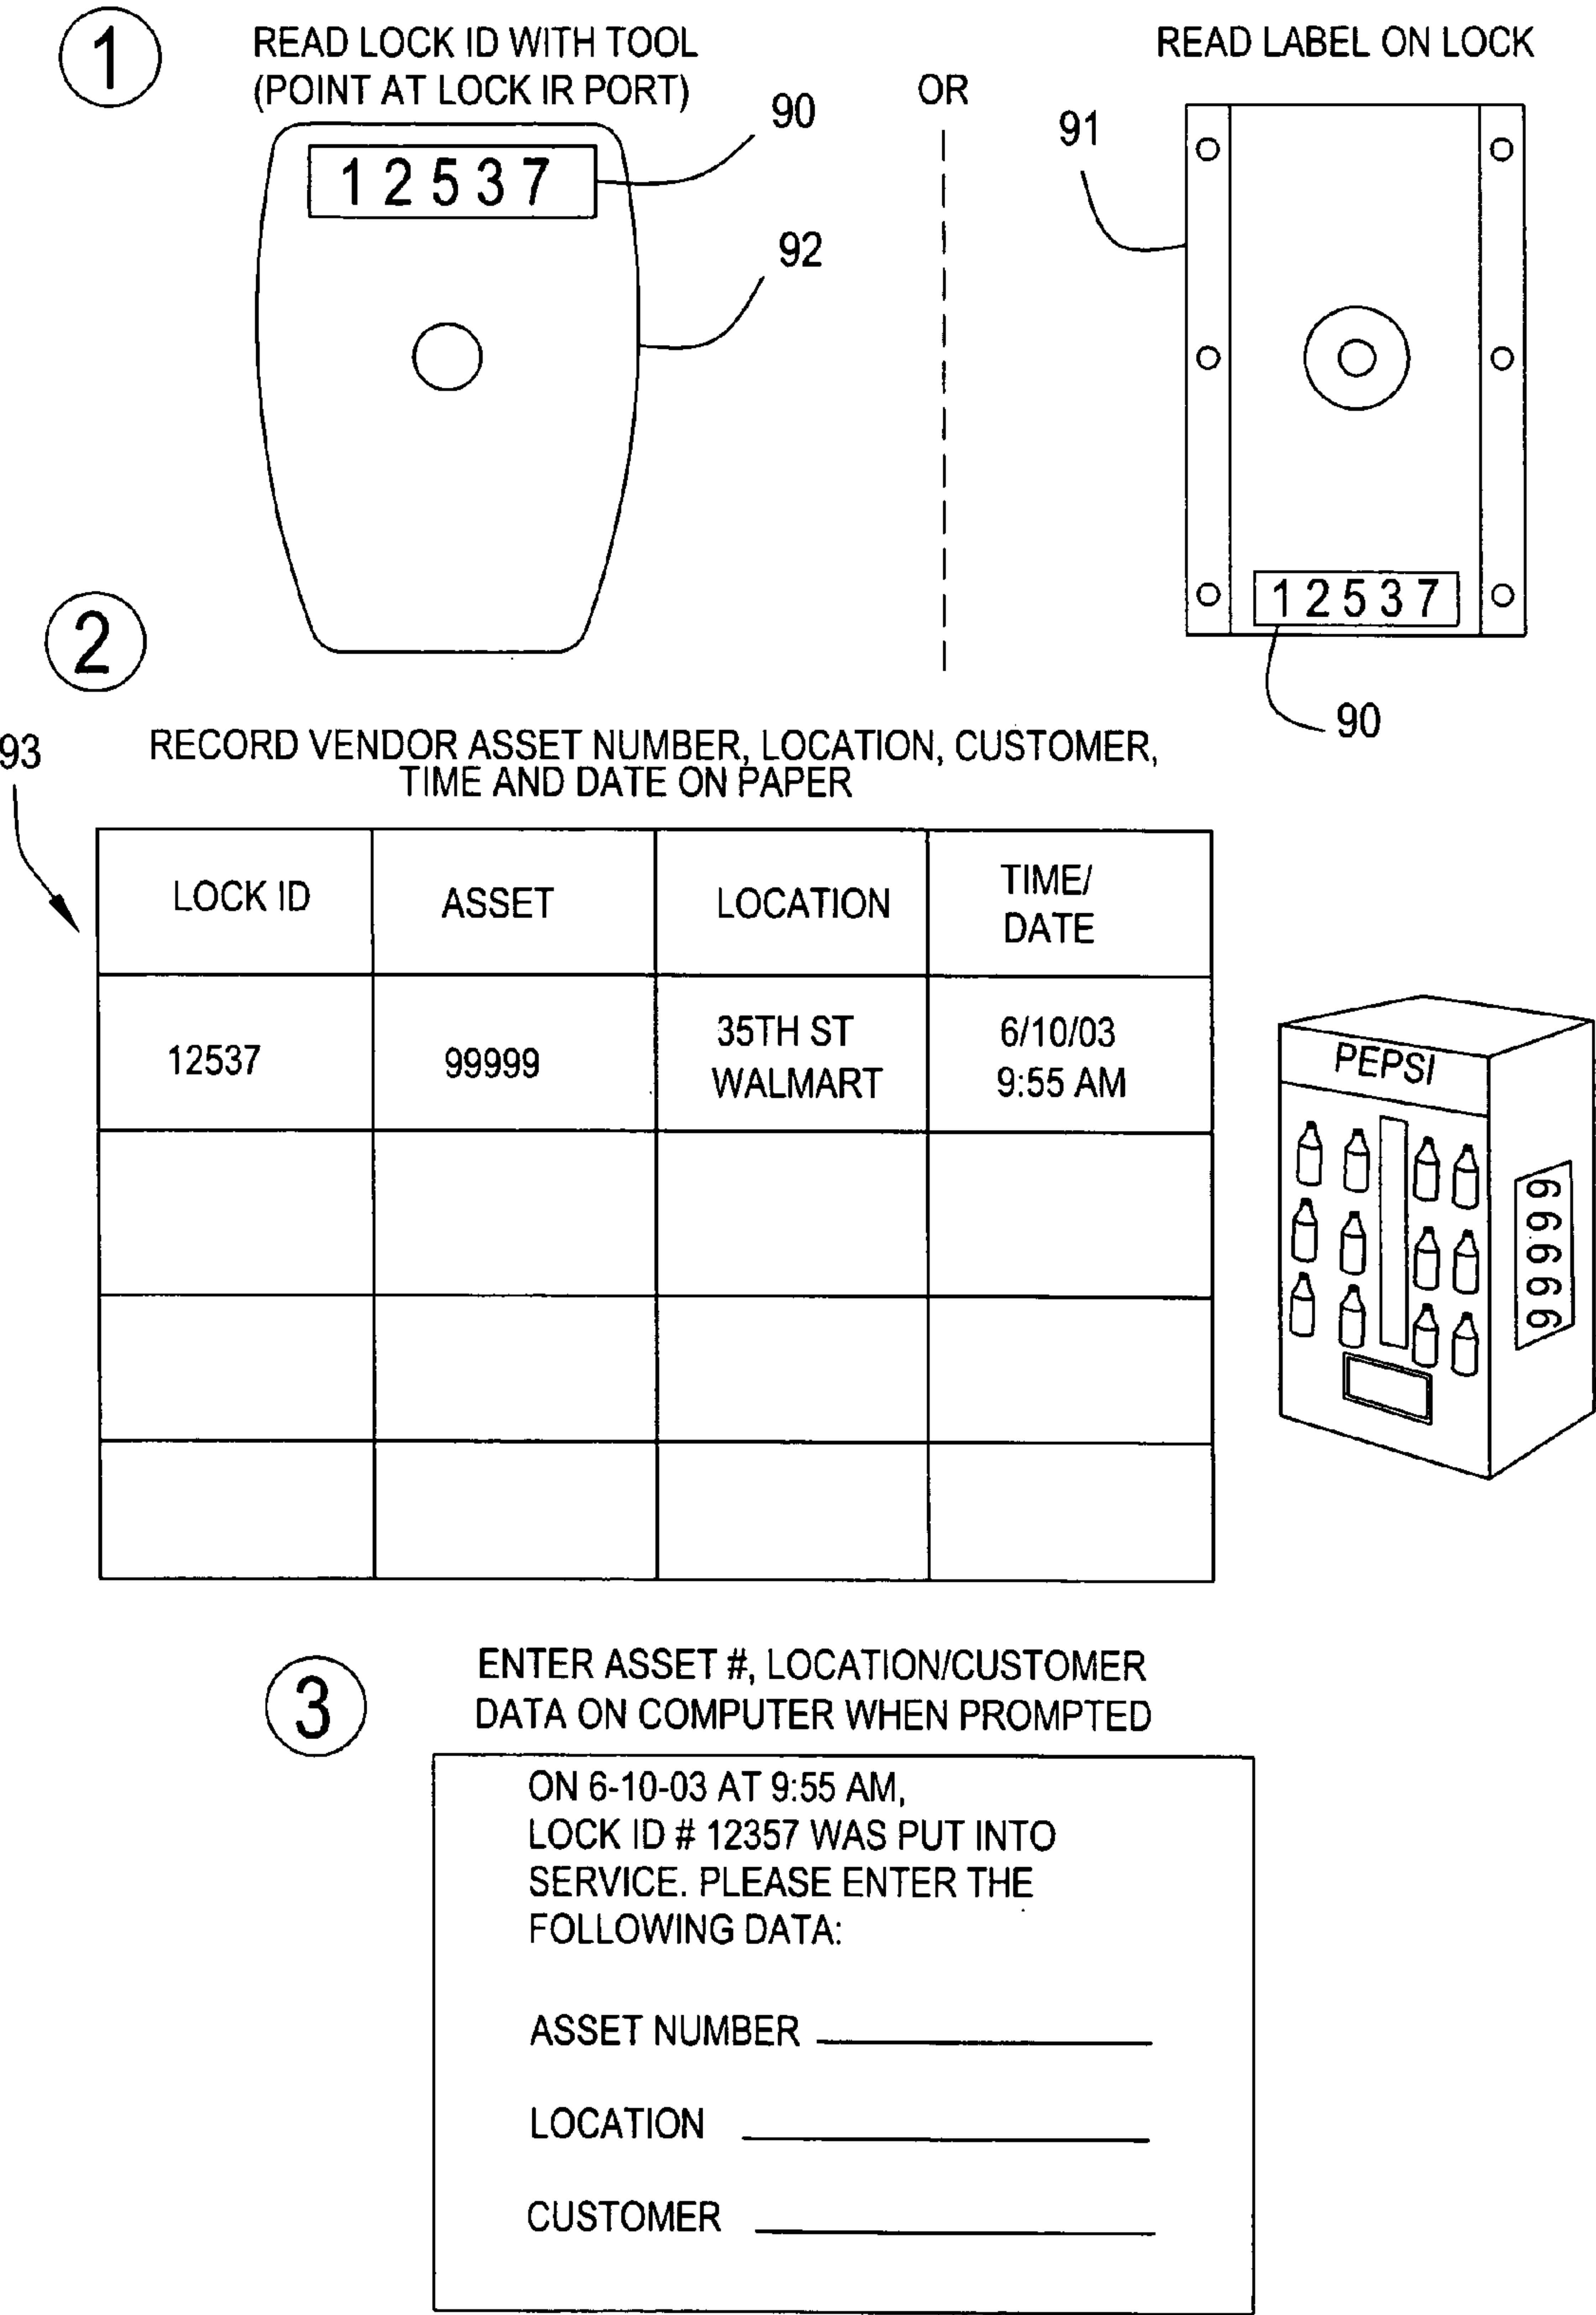 1
READ LOCK ID WITH TOOL
(POINT AT LOCK IR PORT)
OR
READ LABEL ON LOCK
90
12537
92
91
12537
90
2
93
RECORD VENDOR ASSET NUMBER, LOCATION, CUSTOMER,
TIME AND DATE ON PAPER
LOCK ID
ASSET
LOCATION
TIME/
DATE
12537
99999
35TH ST
WALMART
6/10/03
9:55 AM
PEPSI
99999
3
ENTER ASSET #, LOCATION/CUSTOMER
DATA ON COMPUTER WHEN PROMPTED
ON 6-10-03 AT 9:55 AM,
LOCK ID # 12357 WAS PUT INTO
SERVICE. PLEASE ENTER THE
FOLLOWING DATA:
ASSET NUMBER
LOCATION
CUSTOMER